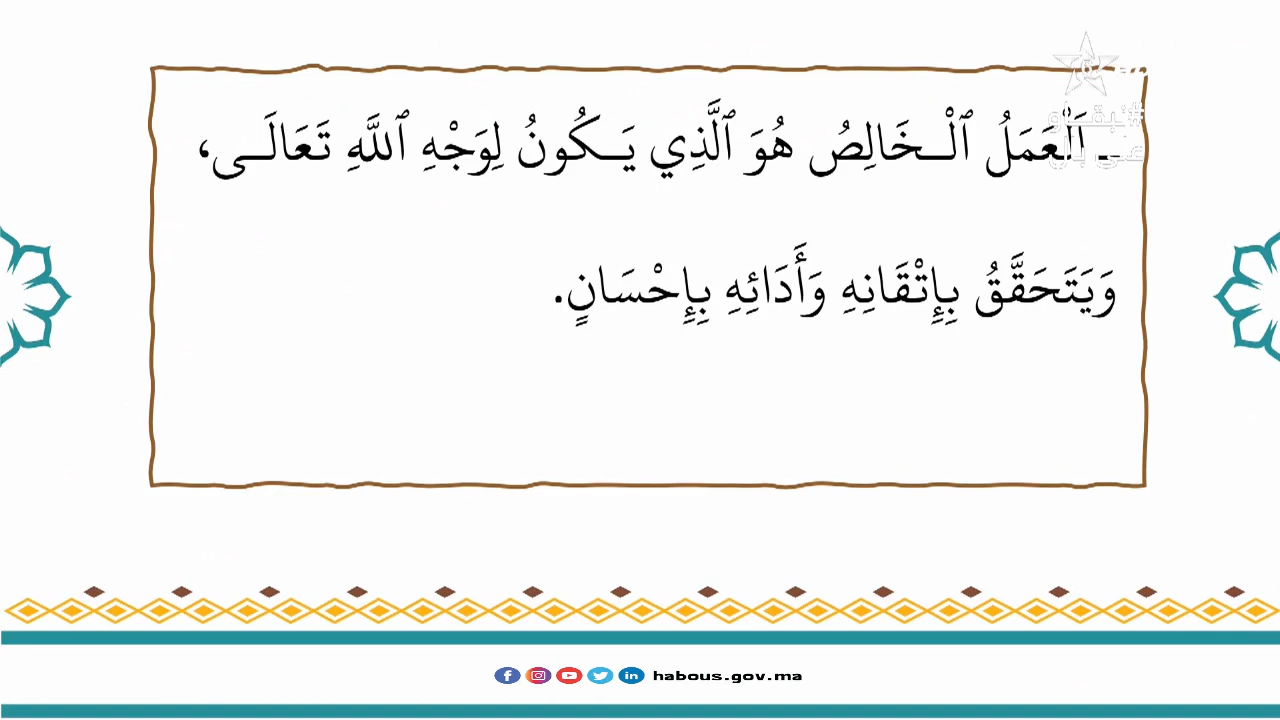 ـ اَلْعَمَلُ ٱلْـخَالِصُ هُوَ ٱلَّذِي يَـكُونُ لِوَجْهِ ٱللَّهِ تَعَالَـى،
وَيَتَحَقَّقُ بِإِتْقَانِهِ وَأَدَائِهِ بِإِحْسَانٍ.
habous.gov.ma